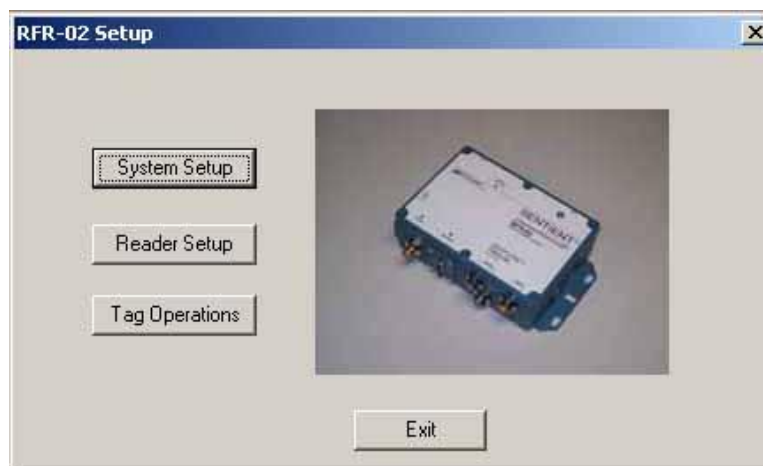 RFR-02 Setup
System Setup
Reader Setup
Tag Operations
SENTIENT
Exit